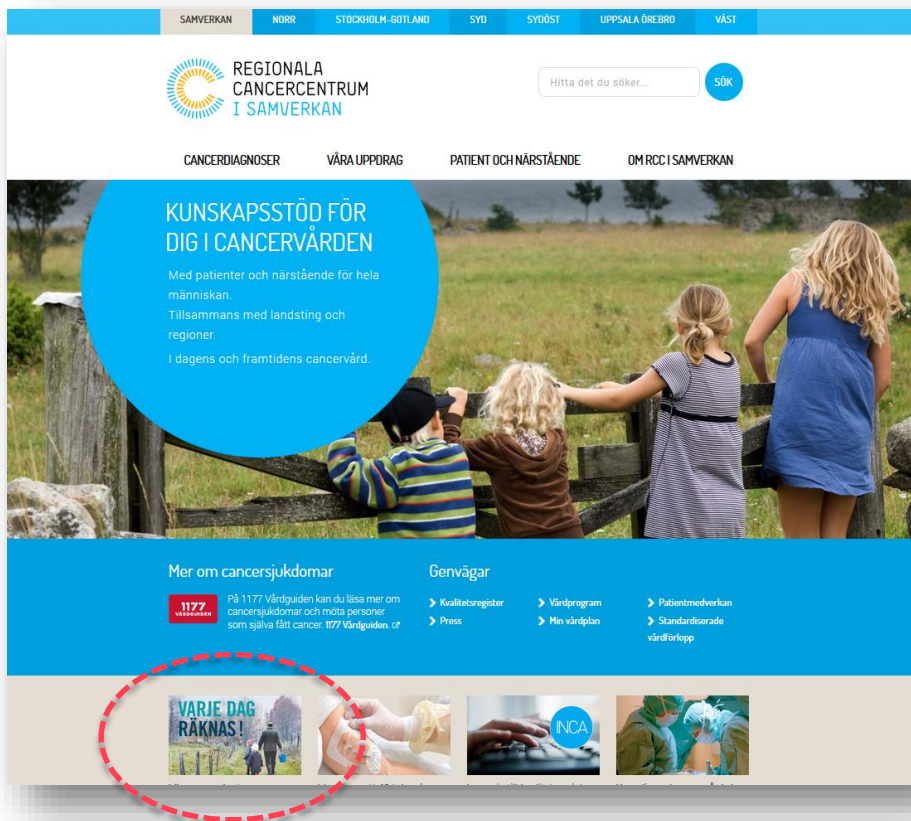 SAMVERKAN NORR STOCKHOLM-GOTLAND SYD SYDÖST UPPSALA ÖREBRO VÄST
REGIONALA
CANCERCENTRUM
I SAMVERKAN
Hitta det du söker...
SÖK
CANCERDIAGNOSER VÅRA UPPDRAG PATIENT OCH NÄRSTÅENDE OM RCC I SAMVERKAN
KUNSKAPSSTÖD FÖR
DIG I CANCERVÅRDEN
Med patienter och närstående för hela
människan.
Tillsammans med landsting och
regioner.
I dagens och framtidens cancervård.
Mer om cancersjukdomar
1177
VÅRDGUIDEN
På 1177 Vårdguiden kan du läsa mer om
cancersjukdomar och möta personer
som själva fått cancer. 1177 Vårdguiden.
Genvägar
Kvalitetsregister Vårdprogram Patientmedverkan
Press Min vårdplan Standardiserade
vårdförlopp
VARJE DAG
RÄKNAS!
INCA